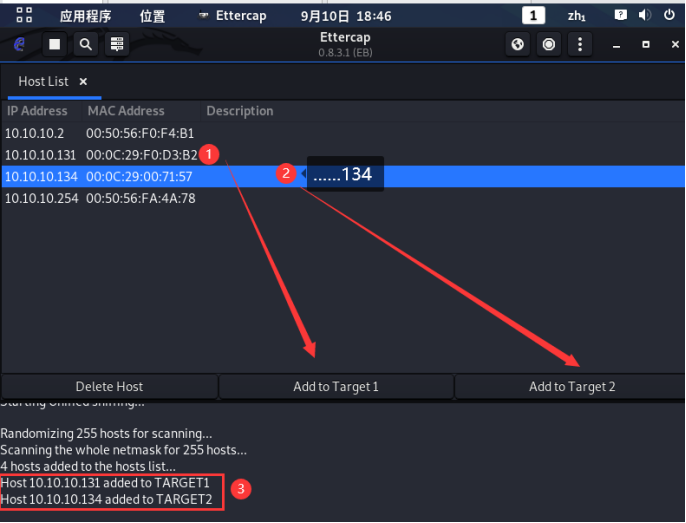 应用程序 位置 Ettercap 9月10日 18:46 1 zh₁ ?
Ettercap
0.8.3.1 (EB)
Host List ×
IP Address MAC Address Description
10.10.10.2 00:50:56:F0:F4:B1
10.10.10.131 00:0C:29:F0:D3:B2 1
10.10.10.134 00:0C:29:00:71:57 2 ......134
10.10.10.254 00:50:56:FA:4A:78
Delete Host Add to Target 1 Add to Target 2
Starting Unified sniffing...
Randomizing 255 hosts for scanning...
Scanning the whole netmask for 255 hosts...
4 hosts added to the hosts list...
Host 10.10.10.131 added to TARGET1
Host 10.10.10.134 added to TARGET2
3